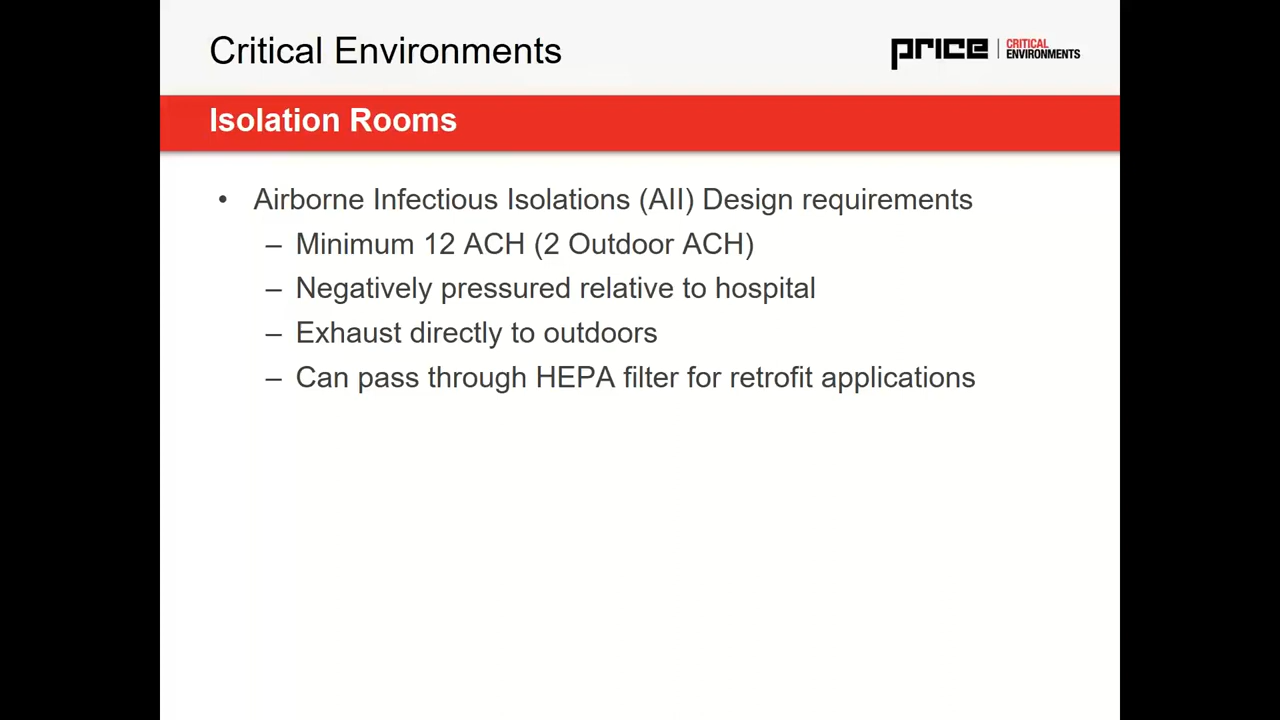 Critical Environments
price | CRITICAL
ENVIRONMENTS
Isolation Rooms
• Airborne Infectious Isolations (AII) Design requirements
– Minimum 12 ACH (2 Outdoor ACH)
– Negatively pressured relative to hospital
– Exhaust directly to outdoors
– Can pass through HEPA filter for retrofit applications